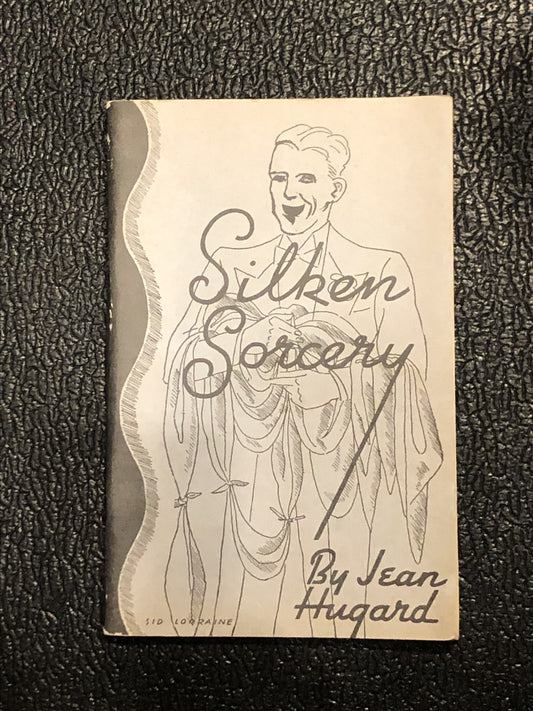 Silken
Sorcery
By Jean
Hugard
SID LORRAINE